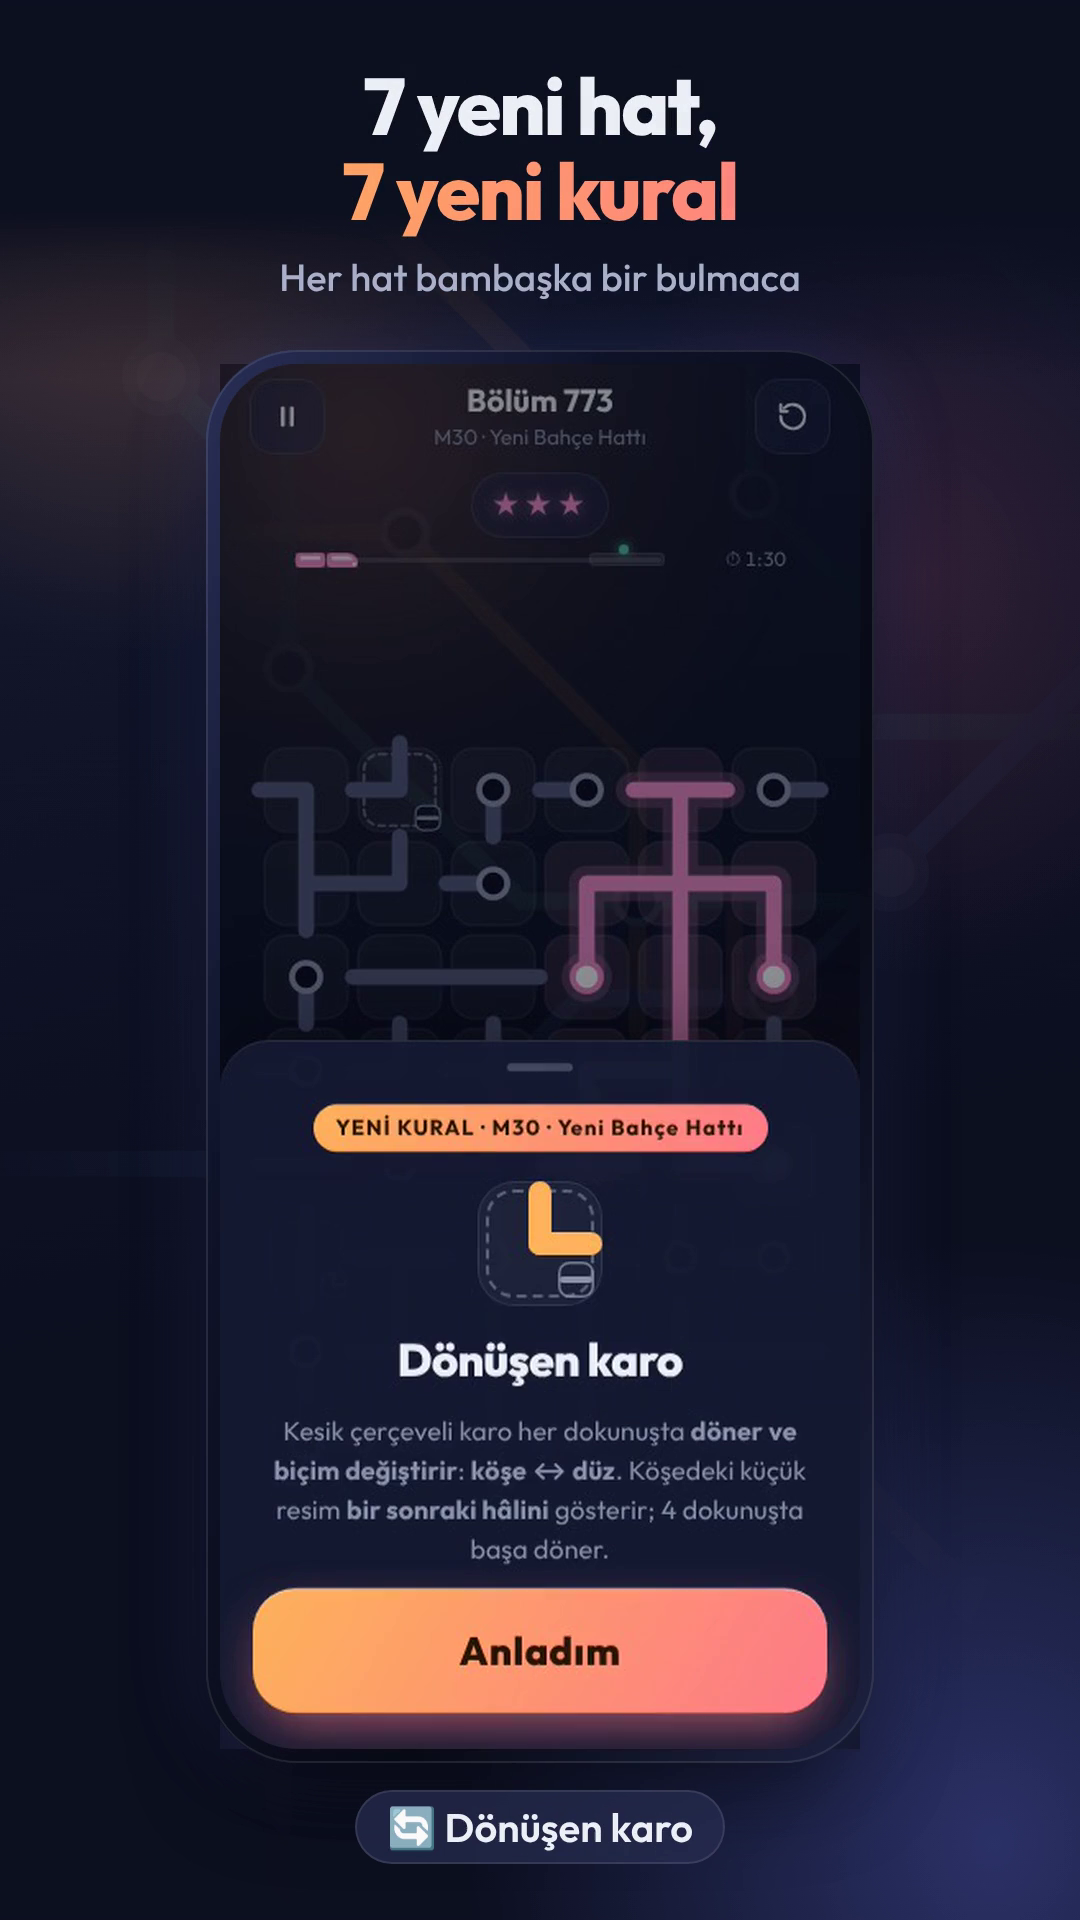 7 yeni hat,
7 yeni kural
Her hat bambaşka bir bulmaca
Bölüm 773
M30 · Yeni Bahçe Hattı
1:30
YENİ KURAL · M30 · Yeni Bahçe Hattı
Dönüşen karo
Kesik çerçeveli karo her dokunuşta döner ve
biçim değiştirir: köşe ↔ düz. Köşedeki küçük
resim bir sonraki hâlini gösterir; 4 dokunuşta
başa döner.
Anladım
Dönüşen karo